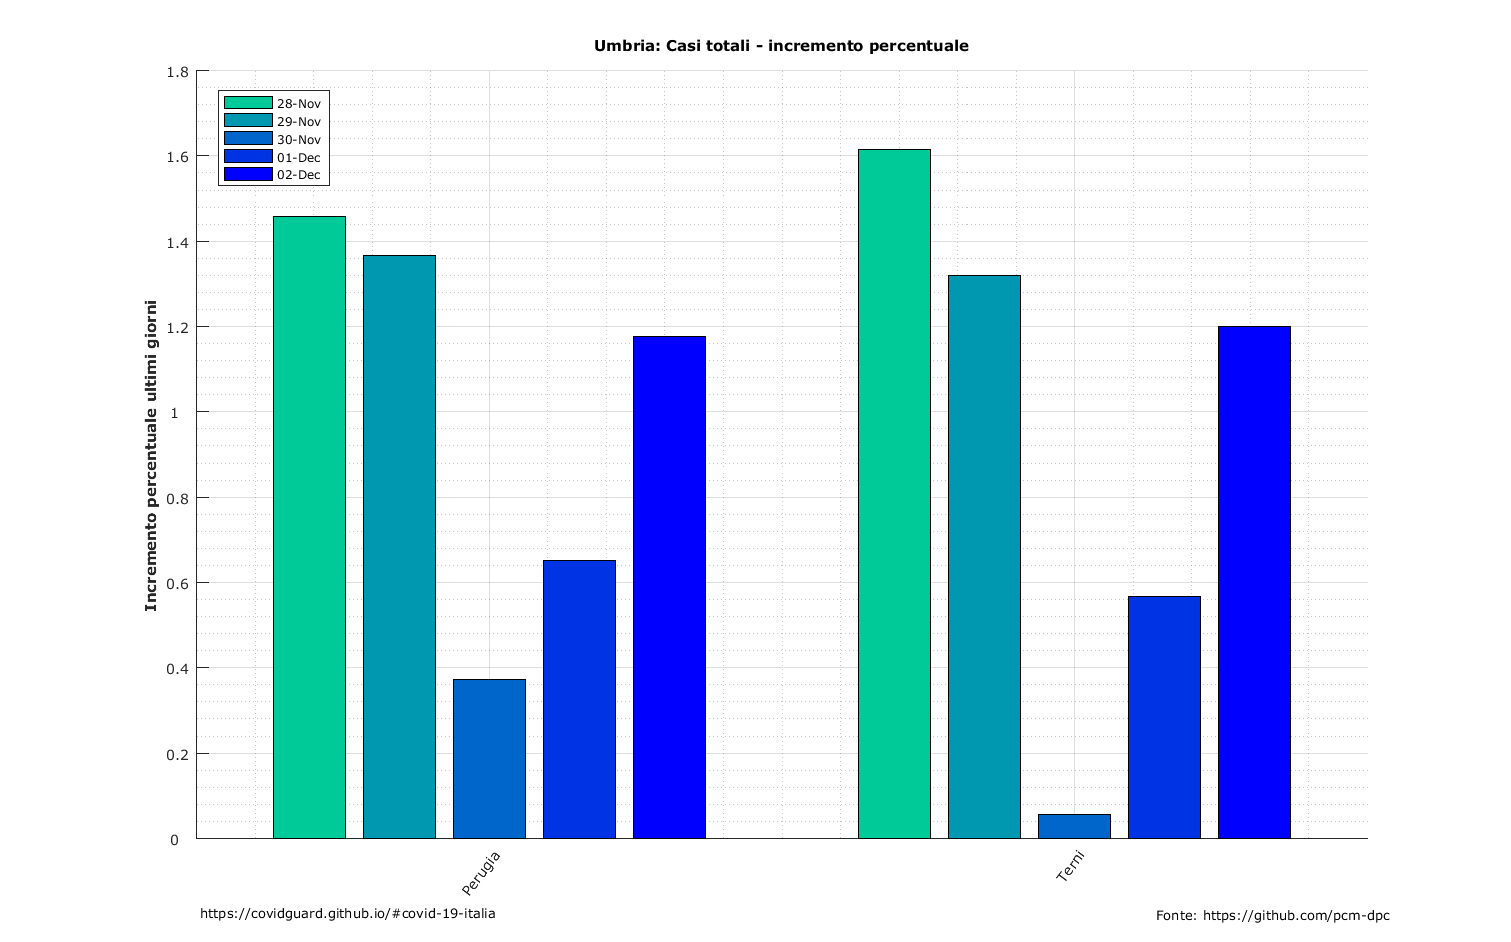 Umbria: Casi totali - incremento percentuale
Incremento percentuale ultimi giorni
1.8
1.6
1.4
1.2
1
0.8
0.6
0.4
0.2
0
28-Nov
29-Nov
30-Nov
01-Dec
02-Dec
Perugia
Terni
https://covidguard.github.io/#covid-19-italia
Fonte: https://github.com/pcm-dpc